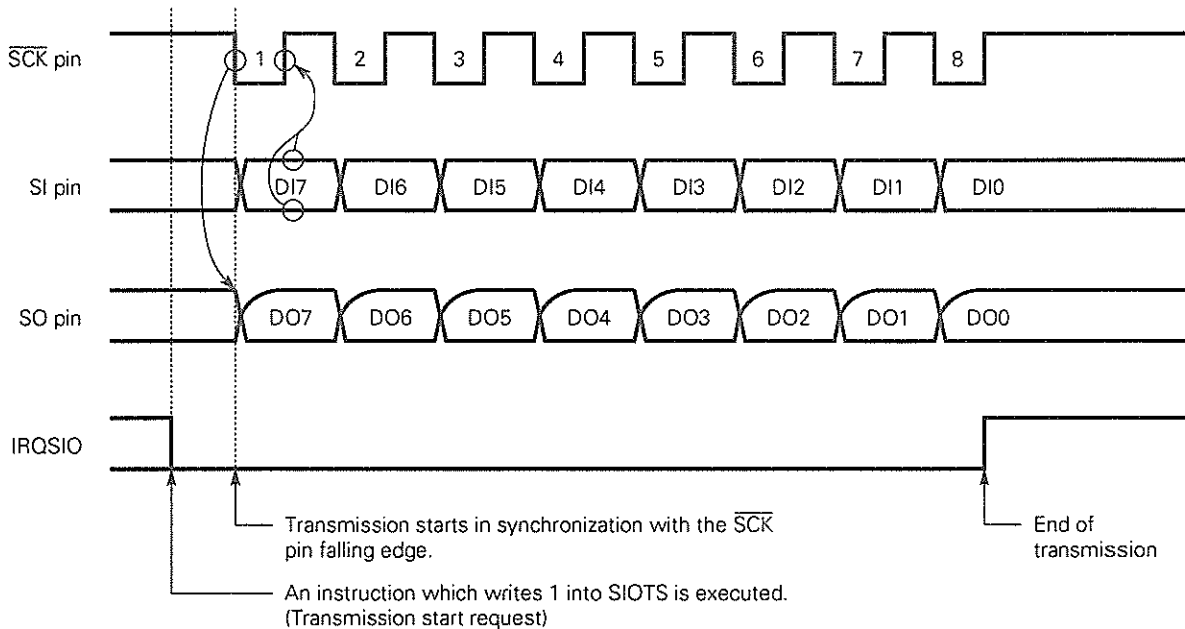 SCK pin
1 2 3 4 5 6 7 8
SI pin
DI7 DI6 DI5 DI4 DI3 DI2 DI1 DI0
SO pin
DO7 DO6 DO5 DO4 DO3 DO2 DO1 DO0
IRQSIO
Transmission starts in synchronization with the SCK
pin falling edge.
End of
transmission
An instruction which writes 1 into SIOTS is executed.
(Transmission start request)